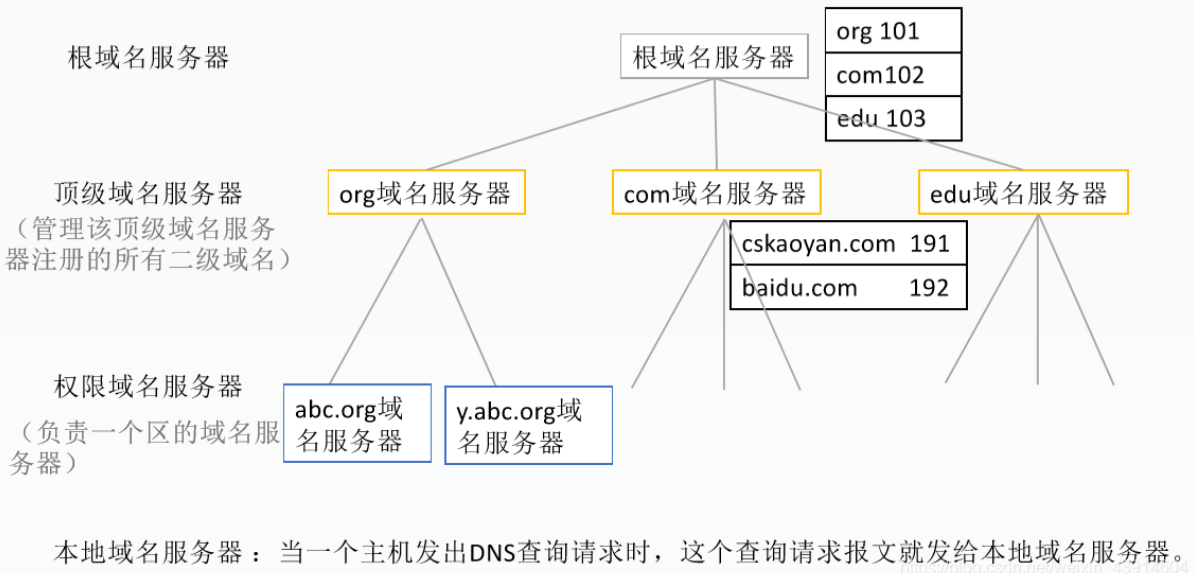 根域名服务器
根域名服务器
org 101
com102
edu 103
顶级域名服务器
（管理该顶级域名服务
器注册的所有二级域名）
org域名服务器
com域名服务器
edu域名服务器
cskaoyan.com 191
baidu.com 192
权限域名服务器
（负责一个区的域名服
务器）
abc.org域
名服务器
y.abc.org域
名服务器
本地域名服务器：当一个主机发出DNS查询请求时，这个查询请求报文就发给本地域名服务器。
https://blog.csdn.net/weixin_43914604